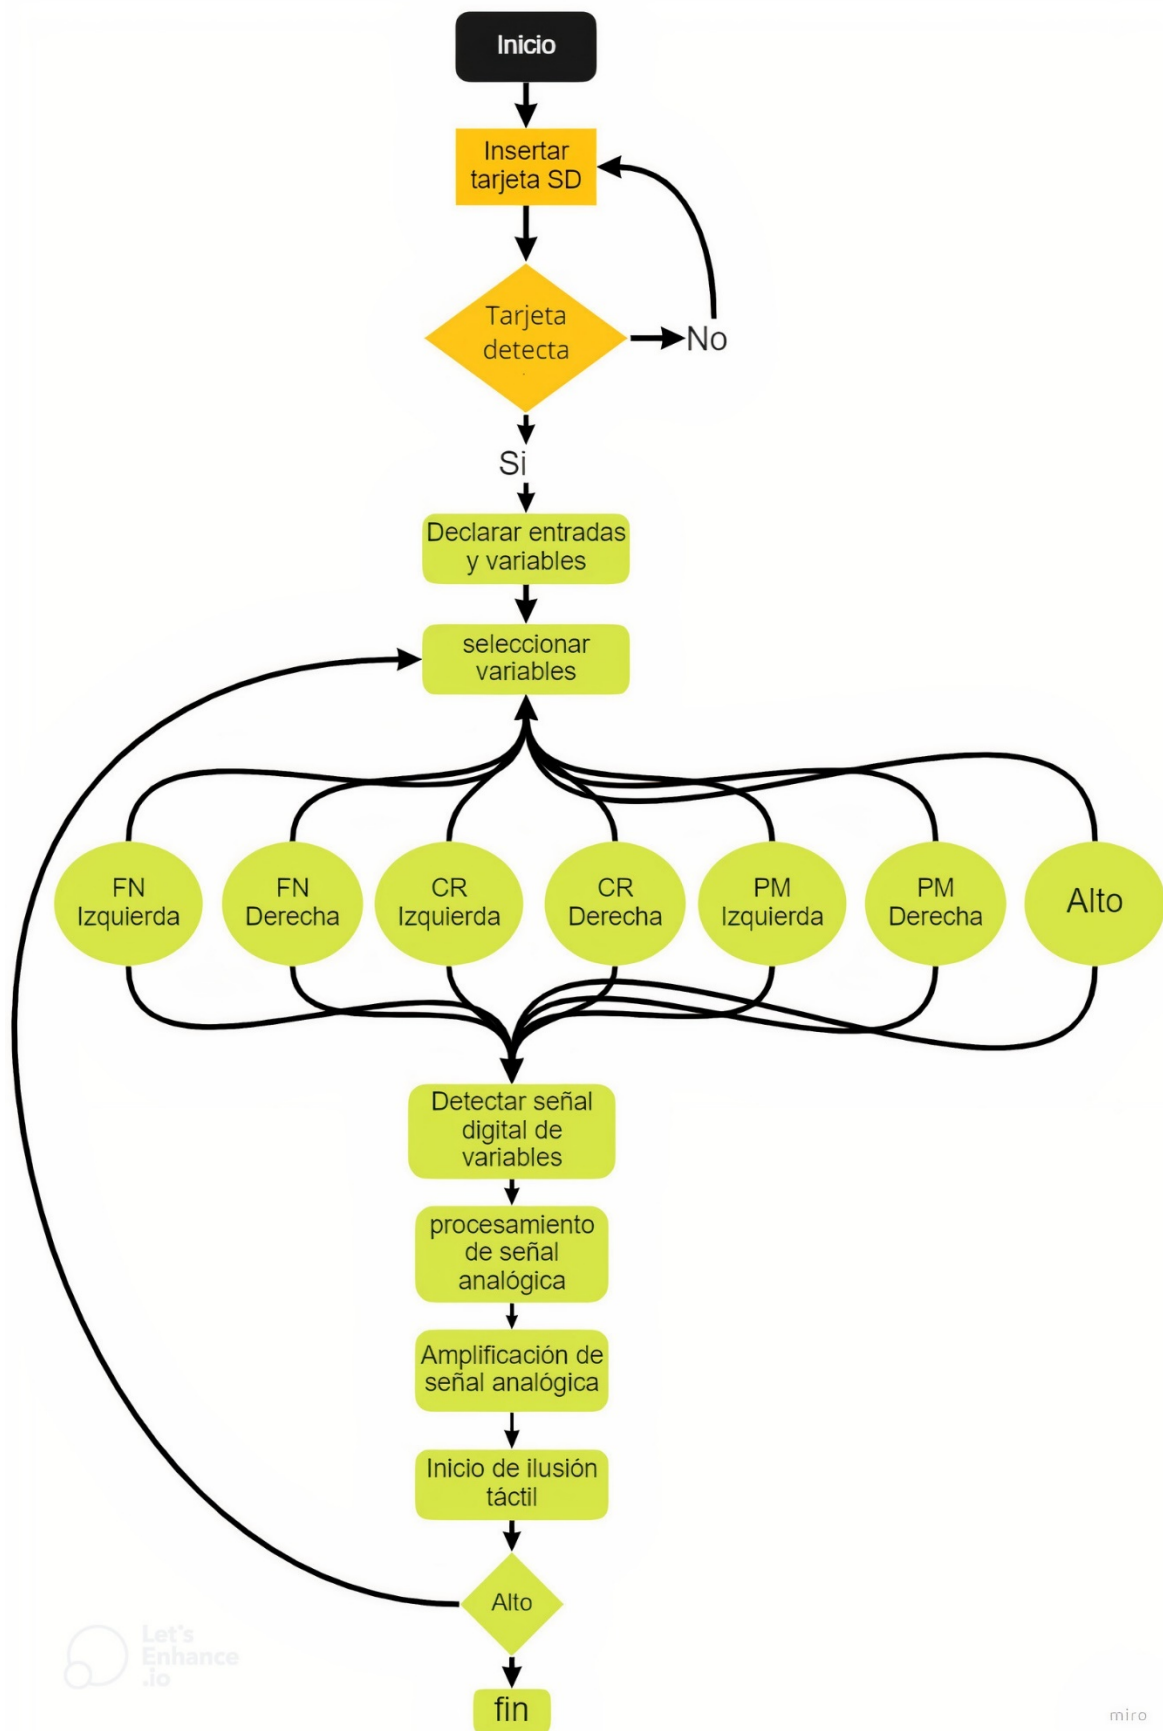 Inicio
Insertar
tarjeta SD
Tarjeta
detecta
No
Si
Declarar entradas
y variables
seleccionar
variables
FN
Izquierda
FN
Derecha
CR
Izquierda
CR
Derecha
PM
Izquierda
PM
Derecha
Alto
Detectar señal
digital de
variables
procesamiento
de señal
analógica
Amplificación de
señal analógica
Inicio de ilusión
táctil
Alto
fin
Let's
Enhance
.io
miro